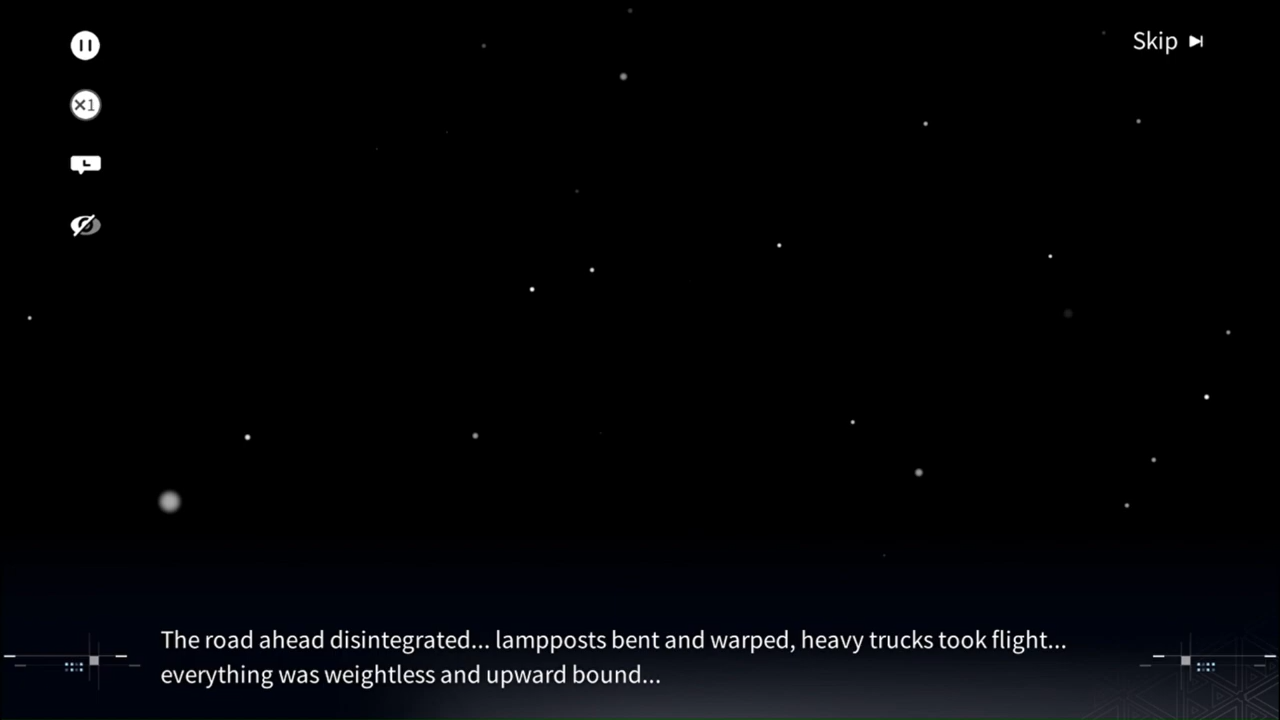 Skip
×1
The road ahead disintegrated... lampposts bent and warped, heavy trucks took flight...
everything was weightless and upward bound...